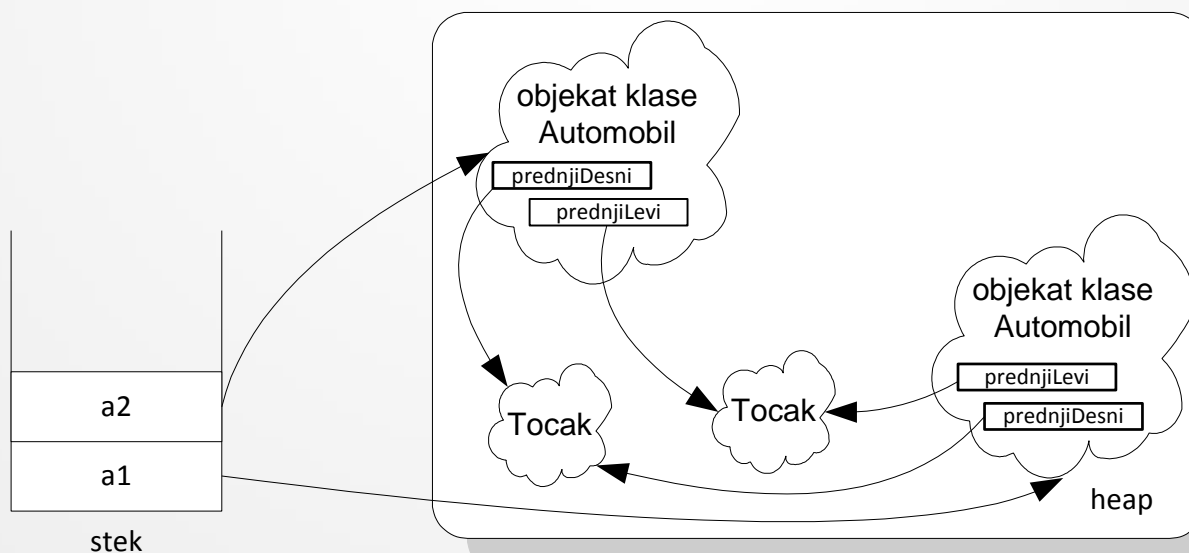 objekat klase
Automobil
prednjiDesni
prednjiLevi
objekat klase
Automobil
prednjiLevi
prednjiDesni
Tocak
Tocak
a2
a1
stek
heap